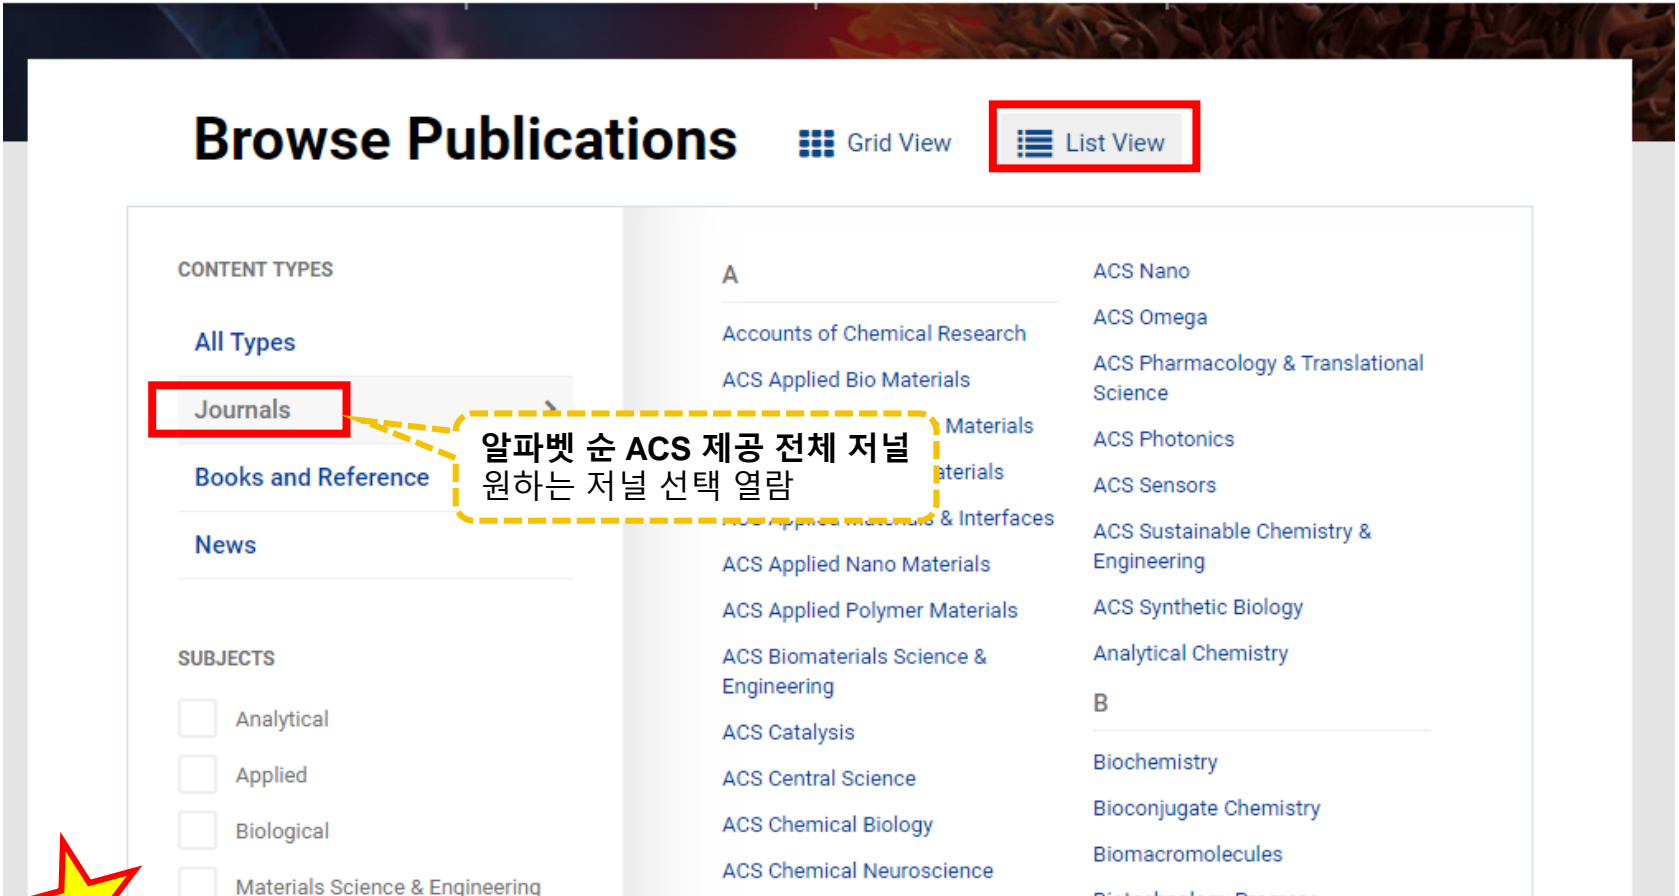 Browse Publications
Grid View
List View
CONTENT TYPES
All Types
Journals
Books and Reference
News
알파벳 순 ACS 제공 전체 저널
원하는 저널 선택 열람
SUBJECTS
Analytical
Applied
Biological
Materials Science & Engineering
A
Accounts of Chemical Research
ACS Applied Bio Materials
Materials
& Interfaces
ACS Applied Nano Materials
ACS Applied Polymer Materials
ACS Biomaterials Science &
Engineering
ACS Catalysis
ACS Central Science
ACS Chemical Biology
ACS Chemical Neuroscience
ACS Nano
ACS Omega
ACS Pharmacology & Translational
Science
ACS Photonics
ACS Sensors
ACS Sustainable Chemistry &
Engineering
ACS Synthetic Biology
Analytical Chemistry
B
Biochemistry
Bioconjugate Chemistry
Biomacromolecules